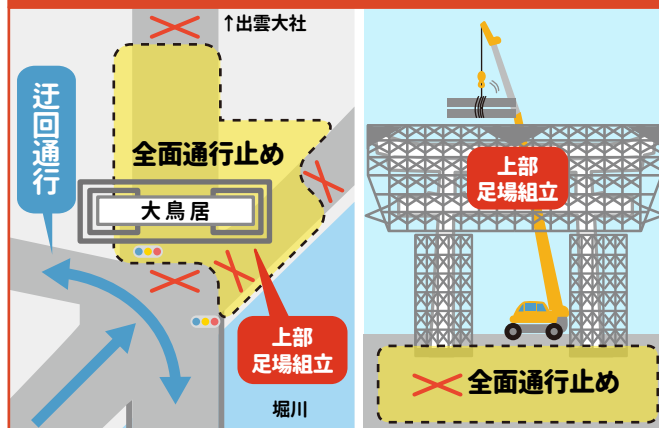 ↑出雲大社
迂回通行
全面通行止め
大鳥居
上部
足場組立
堀川
上部
足場組立
全面通行止め